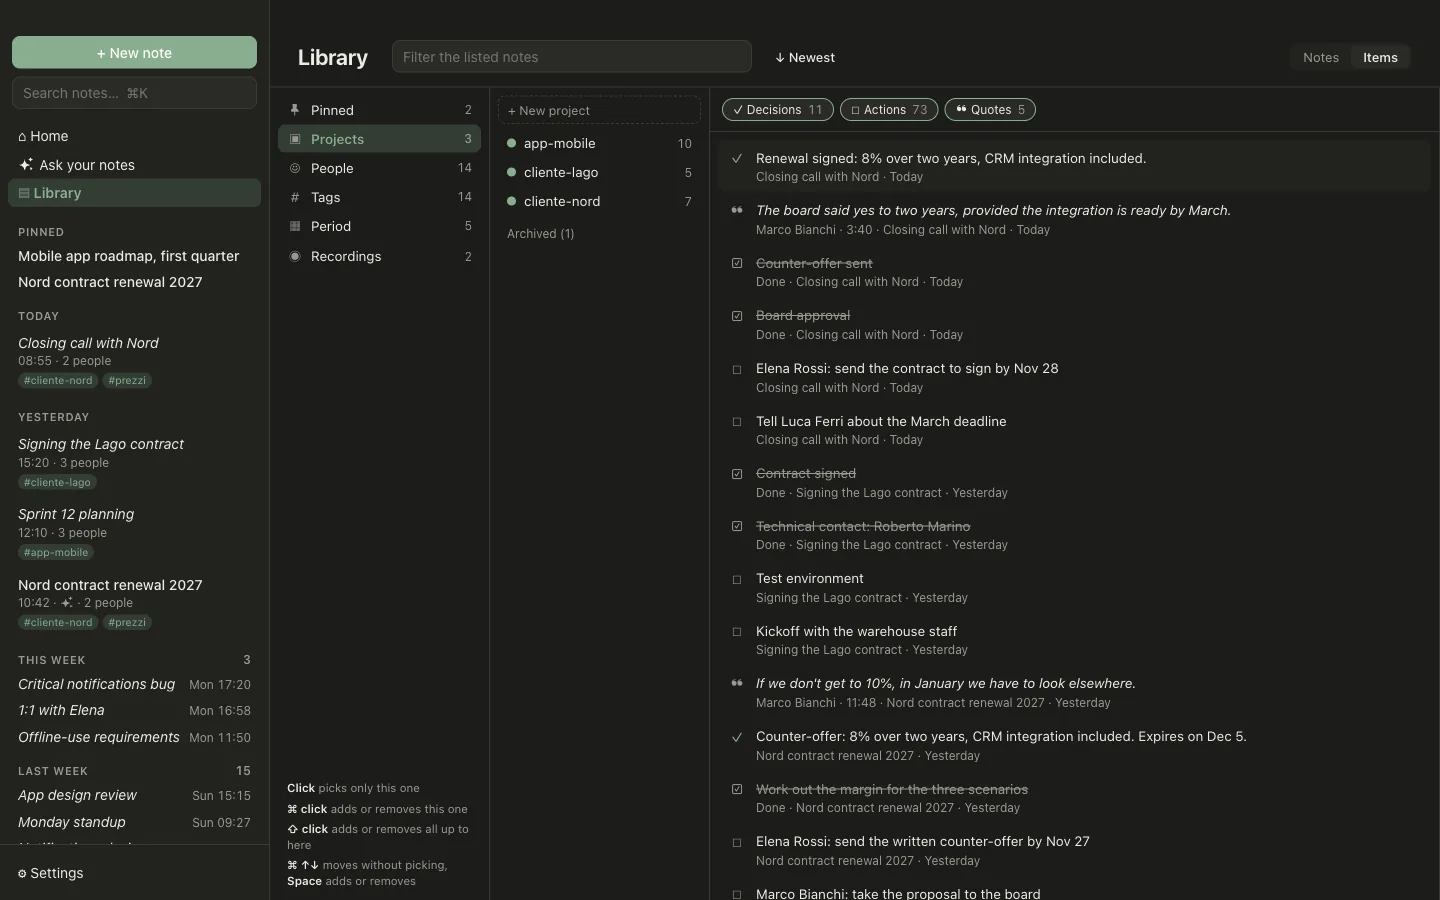 + New note
Search notes... ⌘K
Home
Ask your notes
Library
PINNED
Mobile app roadmap, first quarter
Nord contract renewal 2027
TODAY
Closing call with Nord
08:55 · 2 people
#cliente-nord #prezzi
YESTERDAY
Signing the Lago contract
15:20 · 3 people
#cliente-lago
Sprint 12 planning
12:10 · 3 people
#app-mobile
Nord contract renewal 2027
10:42 · 2 people
#cliente-nord #prezzi
THIS WEEK 3
Critical notifications bug Mon 17:20
1:1 with Elena Mon 16:58
Offline-use requirements Mon 11:50
LAST WEEK 15
App design review Sun 15:15
Monday standup Sun 09:27
Settings
Library
Filter the listed notes
↓ Newest
Notes Items
Pinned 2
Projects 3
People 14
# Tags 14
Period 5
Recordings 2
Click picks only this one
⌘ click adds or removes this one
⇧ click adds or removes all up to
here
⌘ ↑↓ moves without picking,
Space adds or removes
+ New project
app-mobile 10
cliente-lago 5
cliente-nord 7
Archived (1)
✓ Decisions 11
□ Actions 73
❝ Quotes 5
Renewal signed: 8% over two years, CRM integration included.
Closing call with Nord · Today
The board said yes to two years, provided the integration is ready by March.
Marco Bianchi · 3:40 · Closing call with Nord · Today
Counter-offer sent
Done · Closing call with Nord · Today
Board approval
Done · Closing call with Nord · Today
Elena Rossi: send the contract to sign by Nov 28
Closing call with Nord · Today
Tell Luca Ferri about the March deadline
Closing call with Nord · Today
Contract signed
Done · Signing the Lago contract · Yesterday
Technical contact: Roberto Marino
Done · Signing the Lago contract · Yesterday
Test environment
Signing the Lago contract · Yesterday
Kickoff with the warehouse staff
Signing the Lago contract · Yesterday
If we don't get to 10%, in January we have to look elsewhere.
Marco Bianchi · 11:48 · Nord contract renewal 2027 · Yesterday
Counter-offer: 8% over two years, CRM integration included. Expires on Dec 5.
Nord contract renewal 2027 · Yesterday
Work out the margin for the three scenarios
Done · Nord contract renewal 2027 · Yesterday
Elena Rossi: send the written counter-offer by Nov 27
Nord contract renewal 2027 · Yesterday
Marco Bianchi: take the proposal to the board